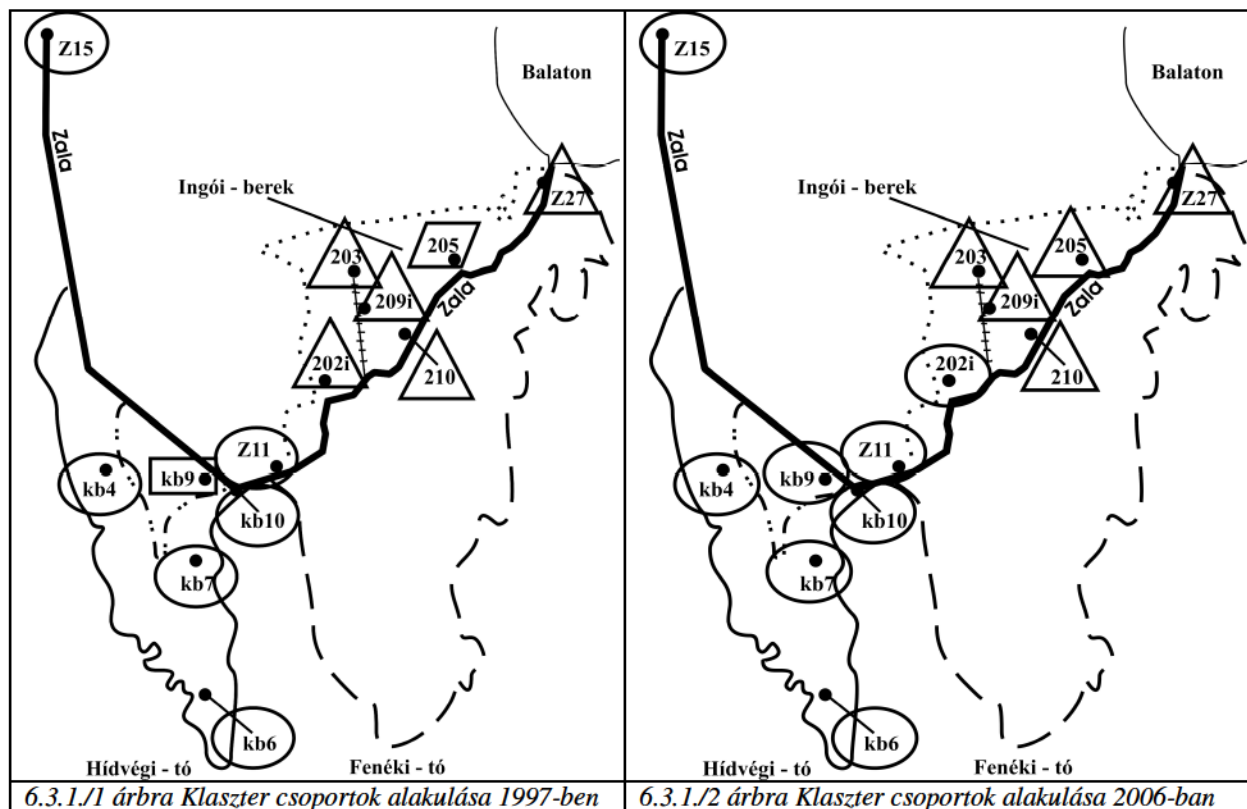 Z15
Balaton
Zala
Ingói - berek
Z27
203
205
209i
Zala
202i
210
Z11
kb4
kb9
kb10
kb7
kb6
Hídvégi - tó
Fenéki - tó
6.3.1./1 árbra Klaszter csoportok alakulása 1997-ben
Z15
Balaton
Zala
Ingói - berek
Z27
203
205
209i
Zala
202i
210
Z11
kb4
kb9
kb10
kb7
kb6
Hídvégi - tó
Fenéki - tó
6.3.1./2 árbra Klaszter csoportok alakulása 2006-ban